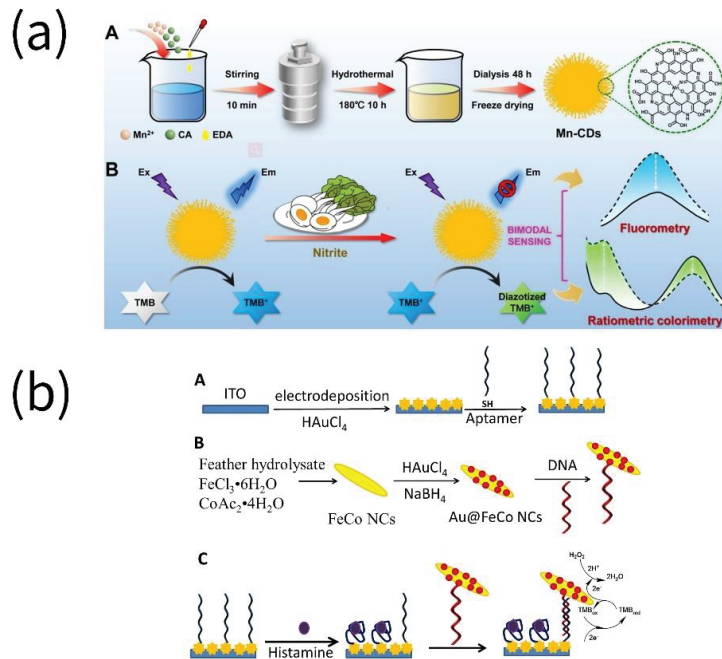 (a)
A
Stirring
10 min
Hydrothermal
180℃ 10 h
Dialysis 48 h
Freeze drying
Mn-CDs
Mn²⁺ CA EDA
B
Ex
Em
Nitrite
Ex
Em
BIMODAL
SENSING
Fluorometry
TMB
TMB⁺
TMB⁺
Diazotized
TMB⁺
Ratiometric colorimetry
(b)
A
ITO
electrodeposition
HAuCl₄
SH
Aptamer
B
Feather hydrolysate
FeCl₃•6H₂O
CoAc₂•4H₂O
FeCo NCs
HAuCl₄
NaBH₄
Au@FeCo NCs
DNA
C
Histamine
H₂O₂
2H⁺
2H₂O
2e⁻
TMBox
TMBred
2e⁻